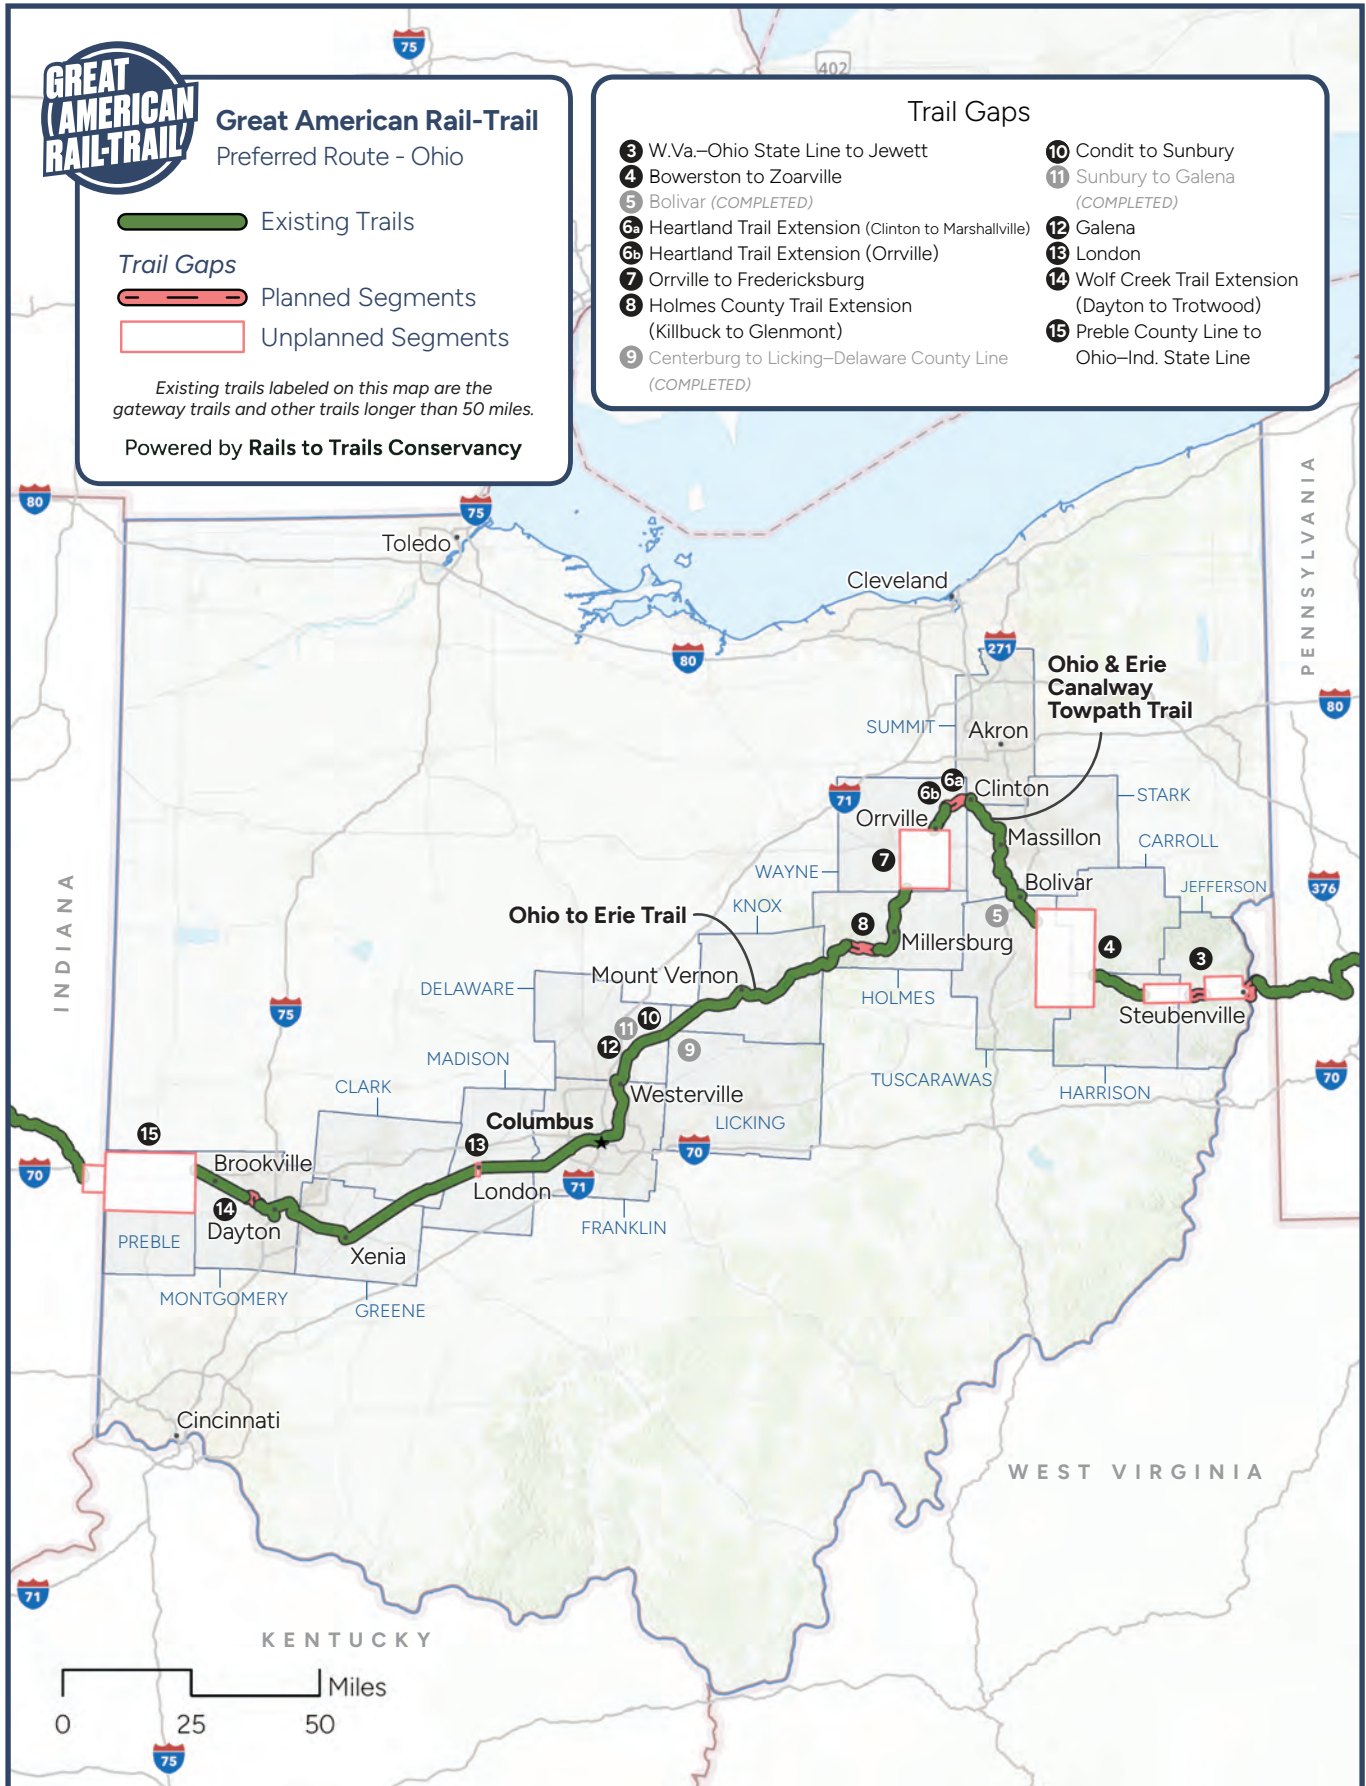 GREAT
AMERICAN
RAIL-TRAIL
Great American Rail-Trail
Preferred Route - Ohio
Existing Trails
Trail Gaps
Planned Segments
Unplanned Segments
Existing trails labeled on this map are the
gateway trails and other trails longer than 50 miles.
Powered by Rails to Trails Conservancy
Trail Gaps
3 W.Va.–Ohio State Line to Jewett
4 Bowerston to Zoarville
5 Bolivar (COMPLETED)
6a Heartland Trail Extension (Clinton to Marshallville)
6b Heartland Trail Extension (Orrville)
7 Orrville to Fredericksburg
8 Holmes County Trail Extension
(Killbuck to Glenmont)
9 Centerburg to Licking–Delaware County Line
(COMPLETED)
10 Condit to Sunbury
11 Sunbury to Galena
(COMPLETED)
12 Galena
13 London
14 Wolf Creek Trail Extension
(Dayton to Trotwood)
15 Preble County Line to
Ohio–Ind. State Line
75
402
80
75
Toledo
Cleveland
PENNSYLVANIA
80
271
Ohio & Erie
Canalway
Towpath Trail
80
SUMMIT
Akron
6a
6b
Clinton
71
STARK
Orrville
Massillon
CARROLL
7
WAYNE
Bolivar
JEFFERSON
376
INDIANA
KNOX
Ohio to Erie Trail
5
8
Millersburg
4
3
Mount Vernon
DELAWARE
HOLMES
75
Steubenville
10
11
12
9
MADISON
TUSCARAWAS
HARRISON
70
CLARK
Westerville
Columbus
LICKING
15
13
70
70
Brookville
London
71
14
Dayton
FRANKLIN
PREBLE
Xenia
MONTGOMERY
GREENE
Cincinnati
WEST VIRGINIA
71
KENTUCKY
Miles
0
25
50
75